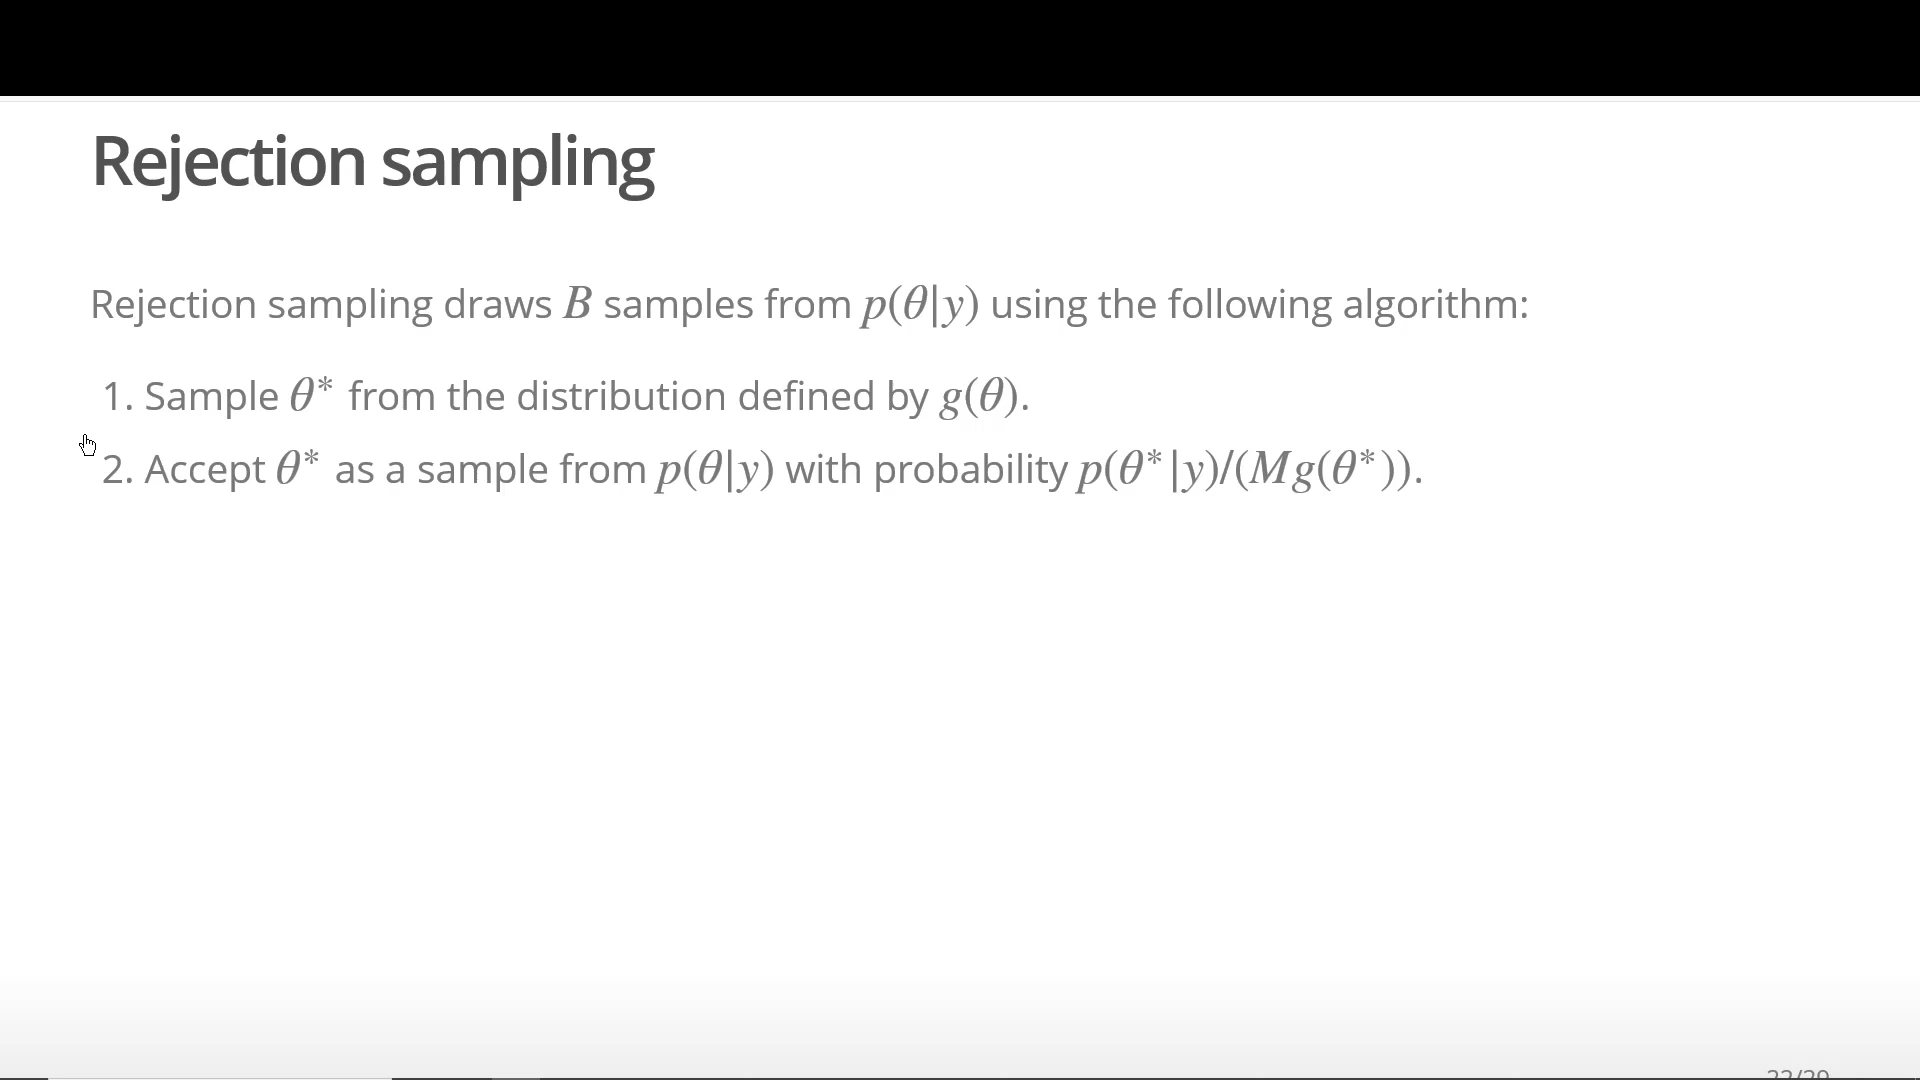 Rejection sampling
Rejection sampling draws B samples from p(θ|y) using the following algorithm:
1. Sample θ* from the distribution defined by g(θ).
2. Accept θ* as a sample from p(θ|y) with probability p(θ*|y)/(Mg(θ*)).